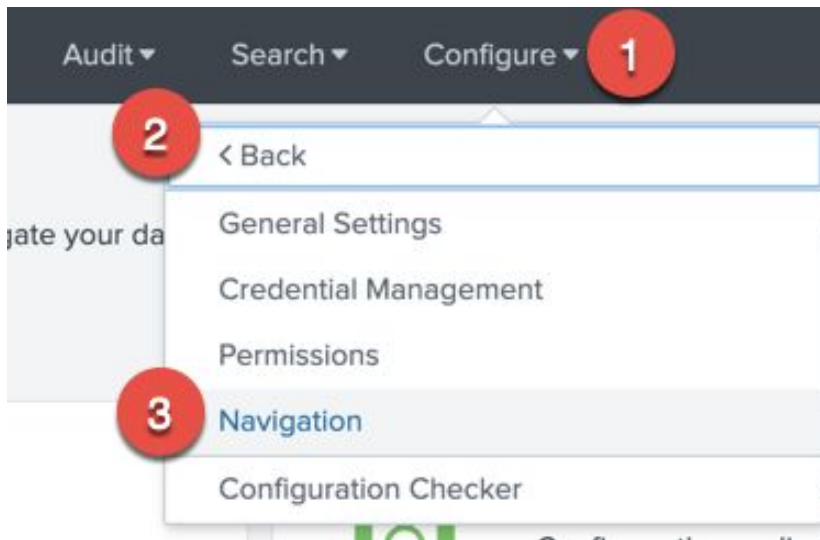 Audit Search Configure 1
2 < Back
gate your da
General Settings
Credential Management
Permissions
3 Navigation
Configuration Checker